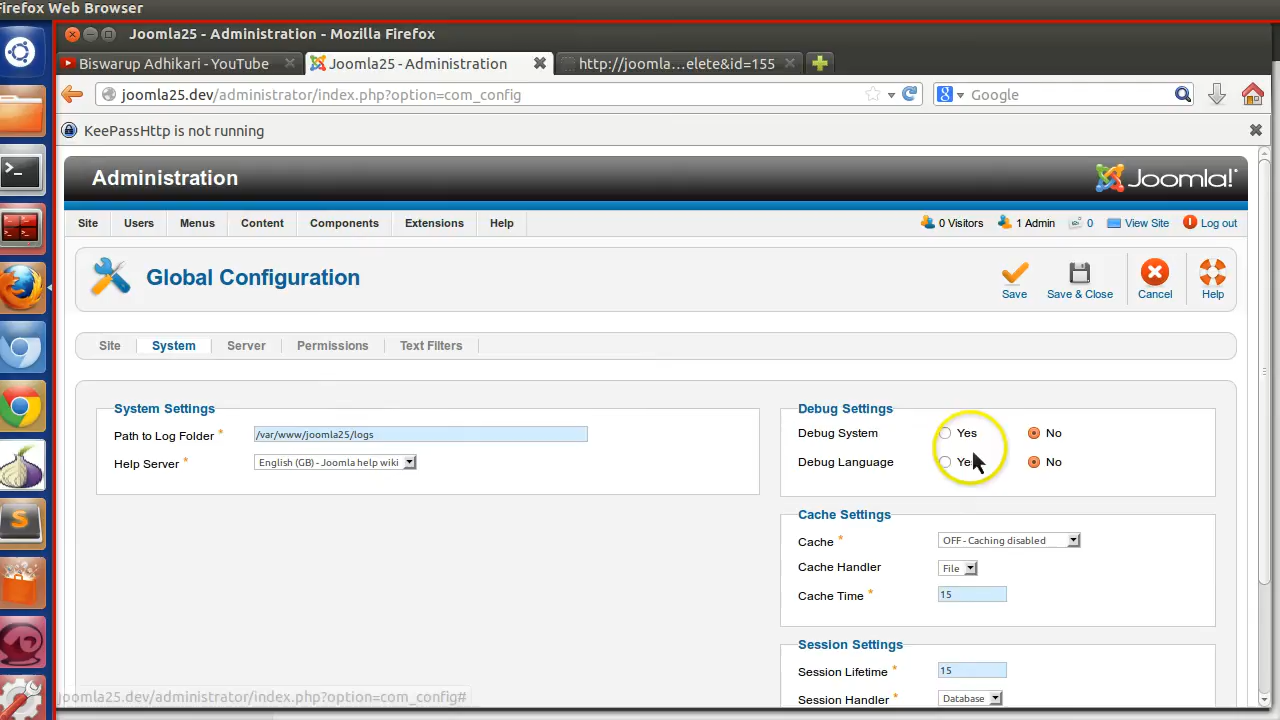 Firefox Web Browser
Joomla25 - Administration - Mozilla Firefox
Biswarup Adhikari - YouTube
Joomla25 - Administration
http://joomla...elete&id=155
joomla25.dev/administrator/index.php?option=com_config
Google
KeePassHttp is not running
Administration
Joomla!
Site Users Menus Content Components Extensions Help
0 Visitors 1 Admin 0 View Site Log out
Global Configuration
Save Save & Close Cancel Help
Site System Server Permissions Text Filters
System Settings
Path to Log Folder * /var/www/joomla25/logs
Help Server * English (GB) - Joomla help wiki
Debug Settings
Debug System Yes No
Debug Language Yes No
Cache Settings
Cache * OFF - Caching disabled
Cache Handler File
Cache Time * 15
Session Settings
Session Lifetime * 15
Session Handler * Database
joomla25.dev/administrator/index.php?option=com_config#